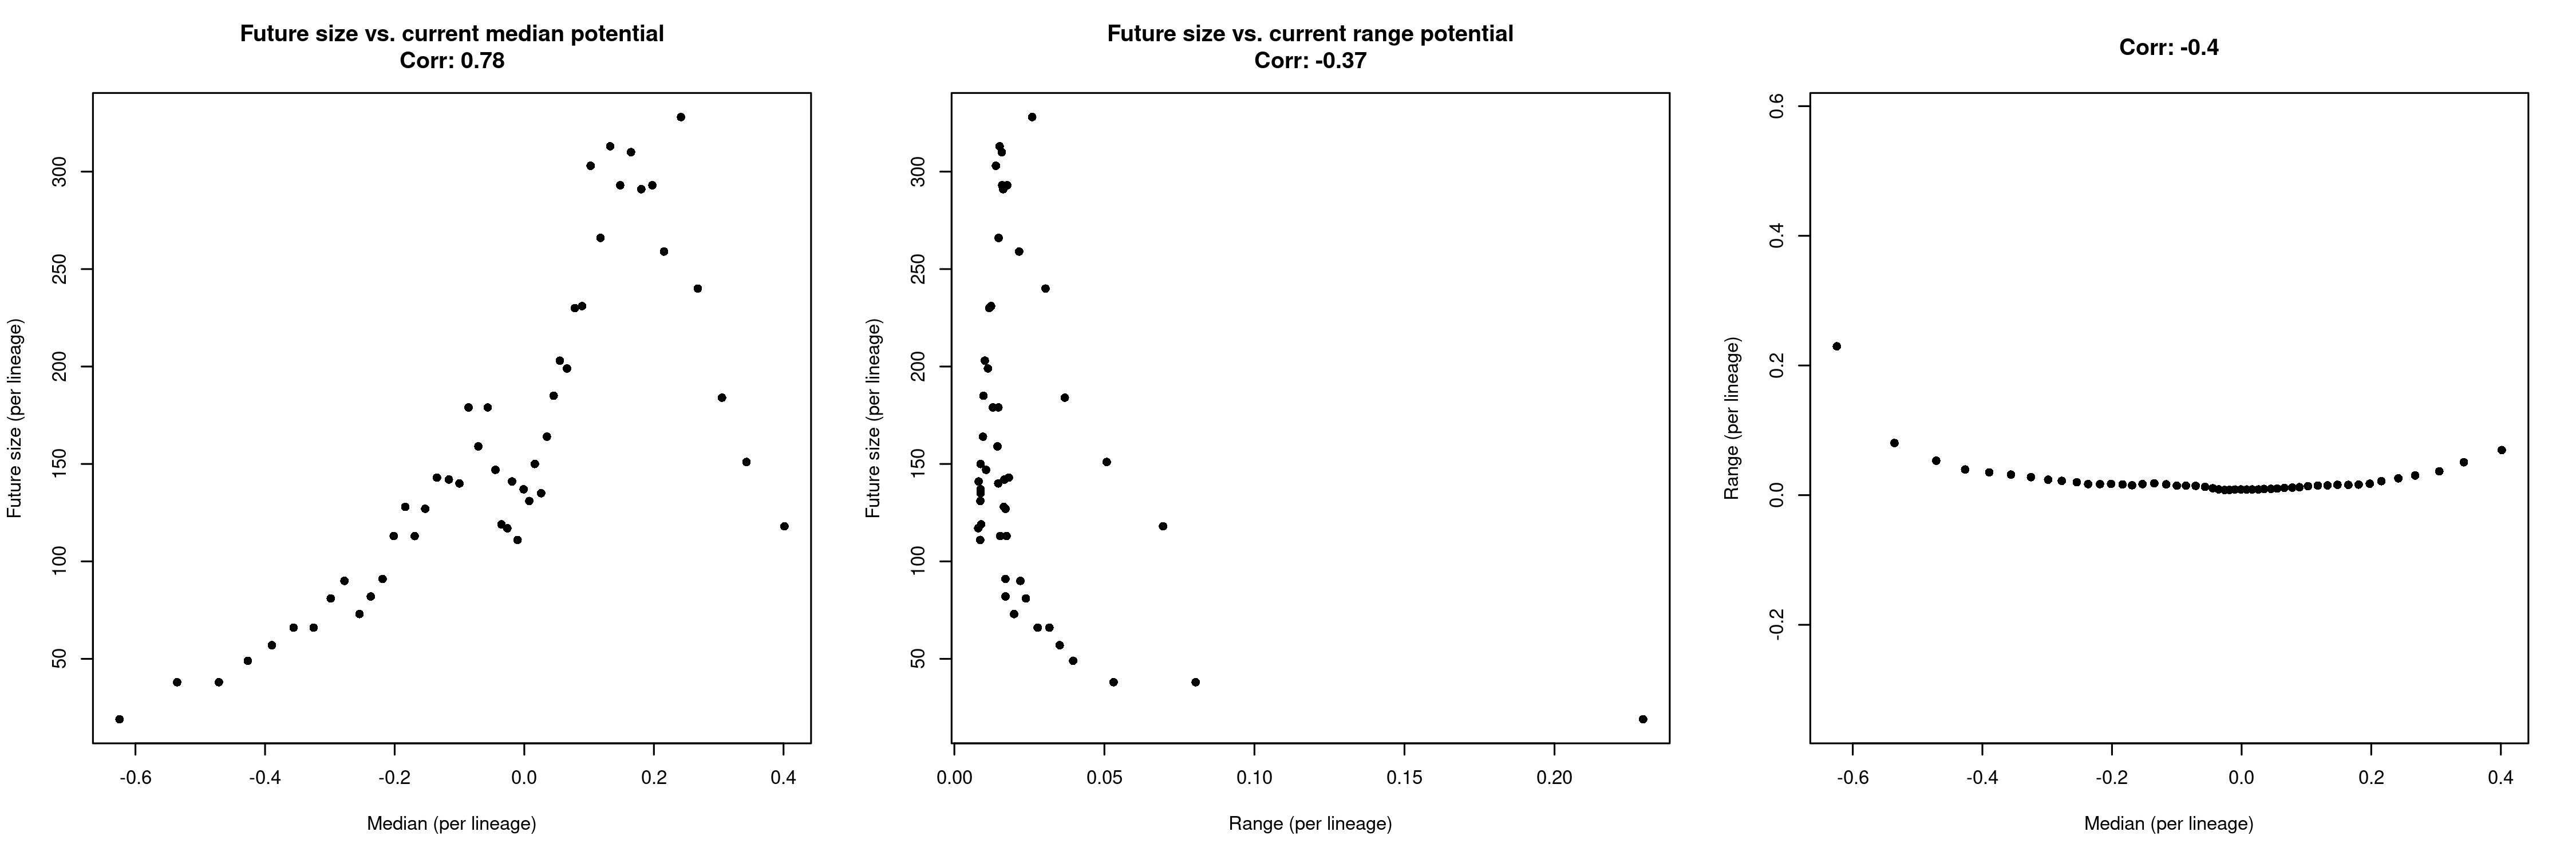 Future size vs. current median potential
Corr: 0.78
Future size (per lineage)
300
250
200
150
100
50
-0.6 -0.4 -0.2 0.0 0.2 0.4
Median (per lineage)
Future size vs. current range potential
Corr: -0.37
Future size (per lineage)
300
250
200
150
100
50
0.00 0.05 0.10 0.15 0.20
Range (per lineage)
Corr: -0.4
Range (per lineage)
0.6
0.4
0.2
0.0
-0.2
-0.6 -0.4 -0.2 0.0 0.2 0.4
Median (per lineage)